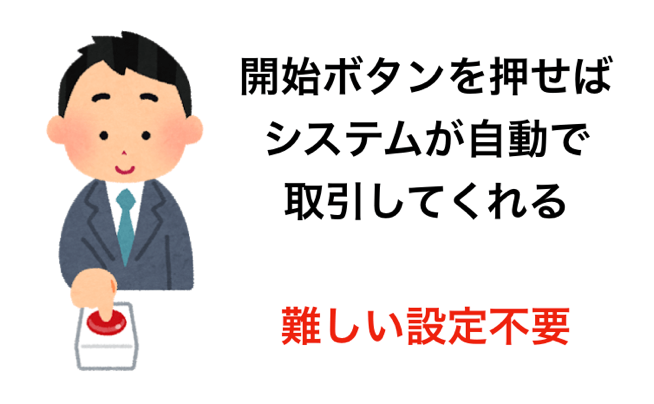 開始ボタンを押せば
システムが自動で
取引してくれる
難しい設定不要